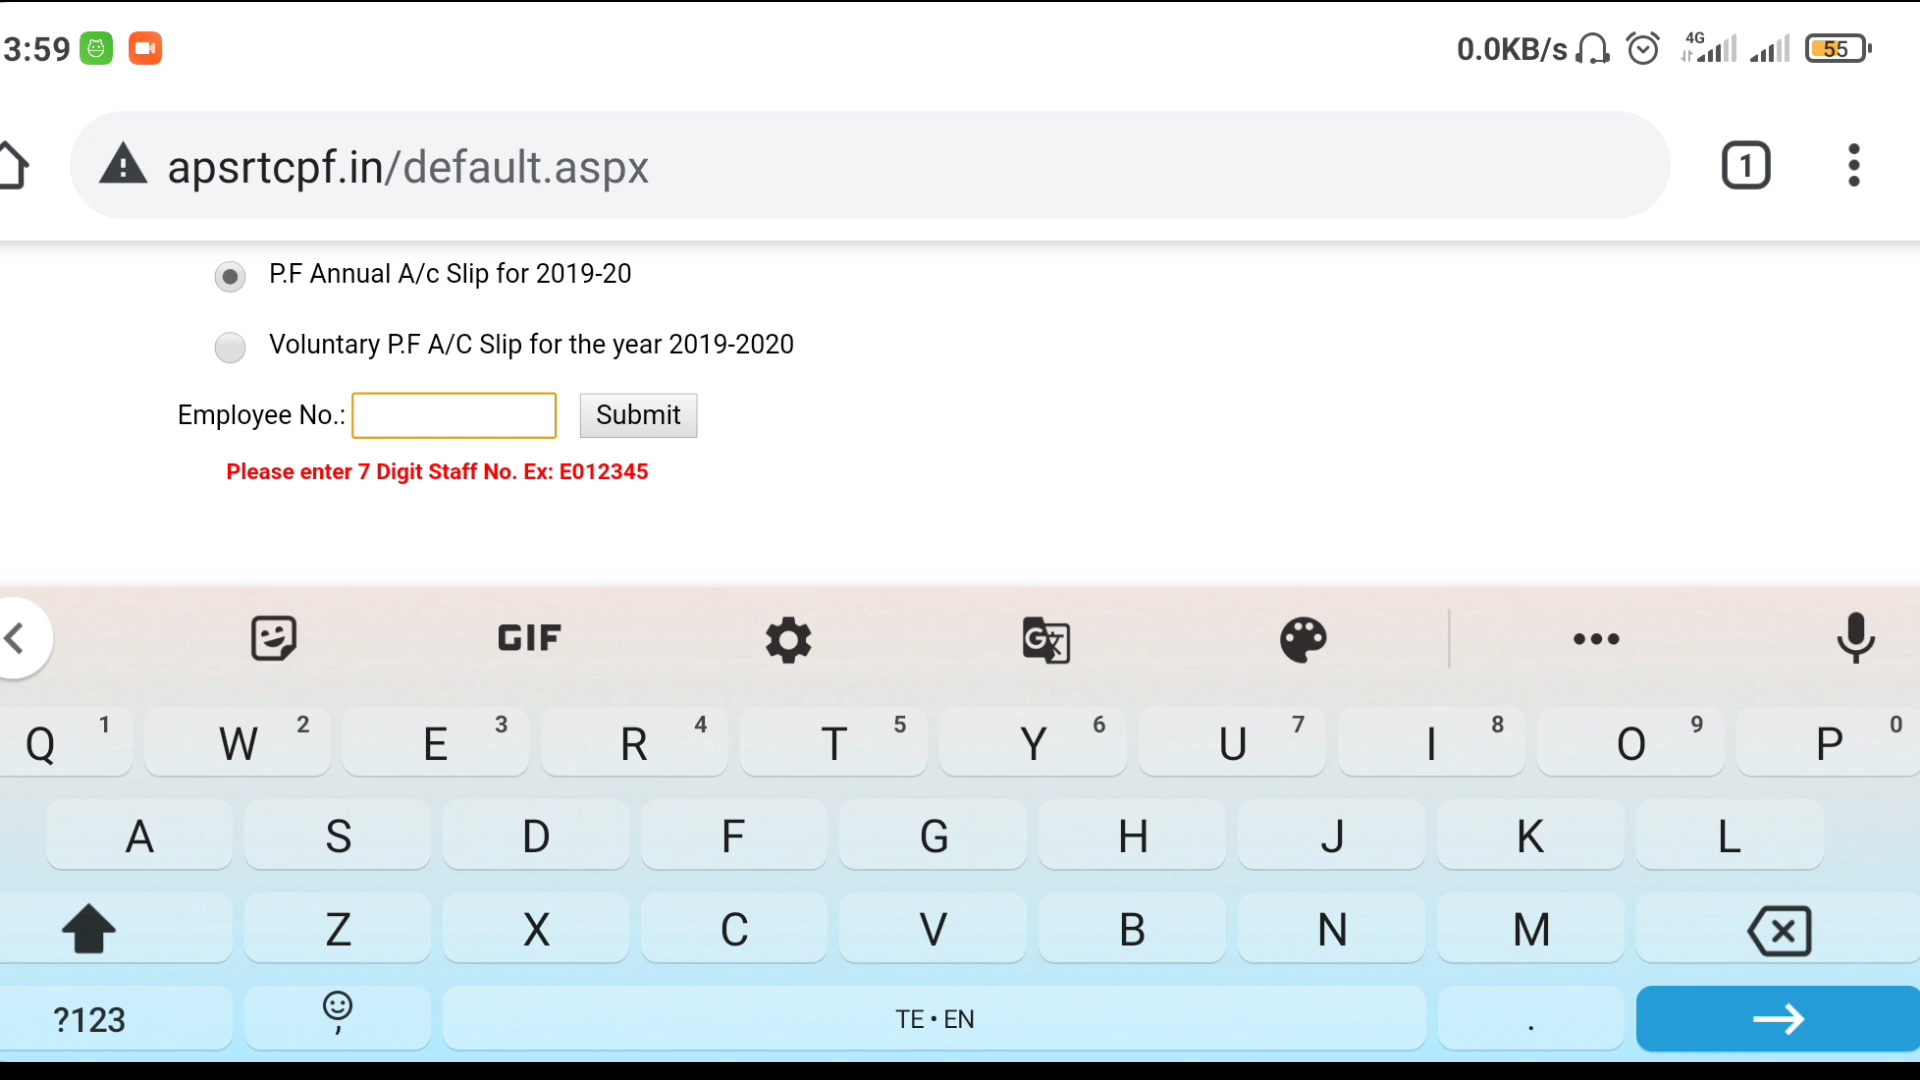 3:59 0.0KB/s 4G 55
apsrtcpf.in/default.aspx 1
P.F Annual A/c Slip for 2019-20
Voluntary P.F A/C Slip for the year 2019-2020
Employee No.: Submit
Please enter 7 Digit Staff No. Ex: E012345
GIF G
Q 1 W 2 E 3 R 4 T 5 Y 6 U 7 I 8 O 9 P 0
A S D F G H J K L
Z X C V B N M
?123 , TE • EN .